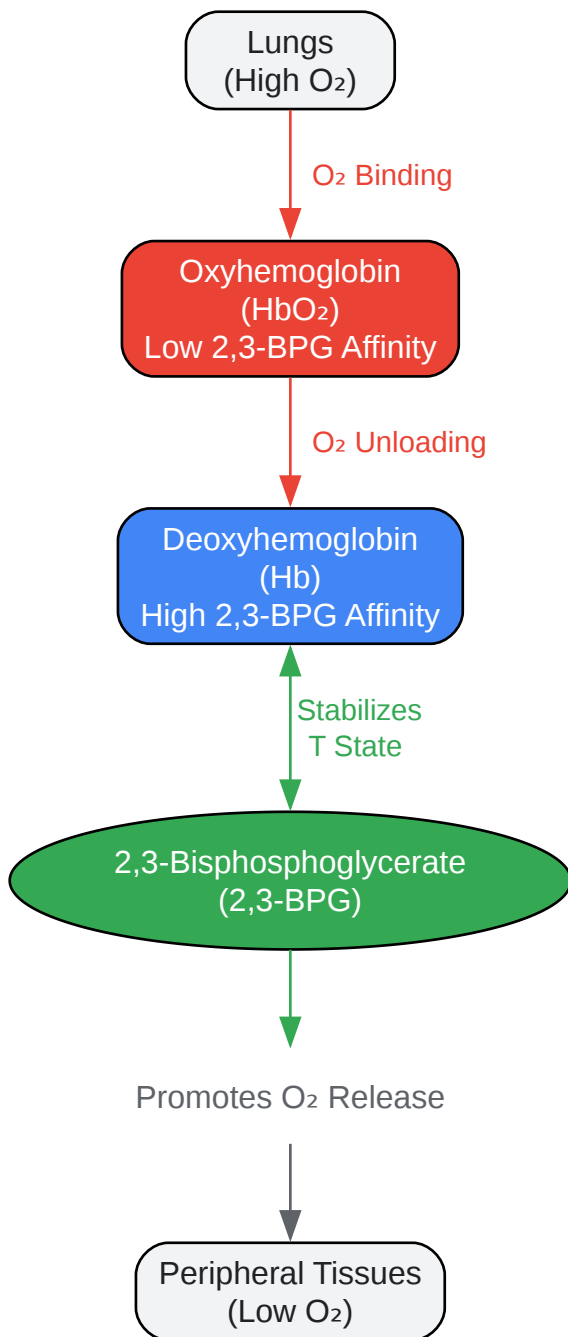 Lungs
(High O₂)
O₂ Binding
Oxyhemoglobin
(HbO₂)
Low 2,3-BPG Affinity
O₂ Unloading
Deoxyhemoglobin
(Hb)
High 2,3-BPG Affinity
Stabilizes
T State
2,3-Bisphosphoglycerate
(2,3-BPG)
Promotes O₂ Release
Peripheral Tissues
(Low O₂)